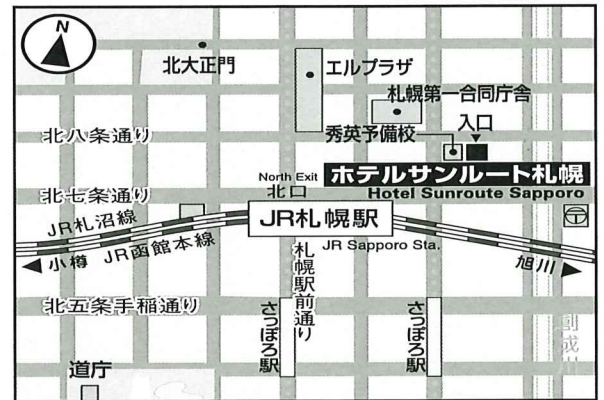 N
北大正門
エルプラザ
札幌第一合同庁舎
秀英予備校
入口
北八条通り
ホテルサンルート札幌
Hotel Sunroute Sapporo
North Exit
北口
北七条通り
JR札幌駅
JR Sapporo Sta.
JR札沼線
JR函館本線
小樽
旭川
札幌駅前通り
北五条手稲通り
さっぽろ駅
さっぽろ駅
創成川
道庁